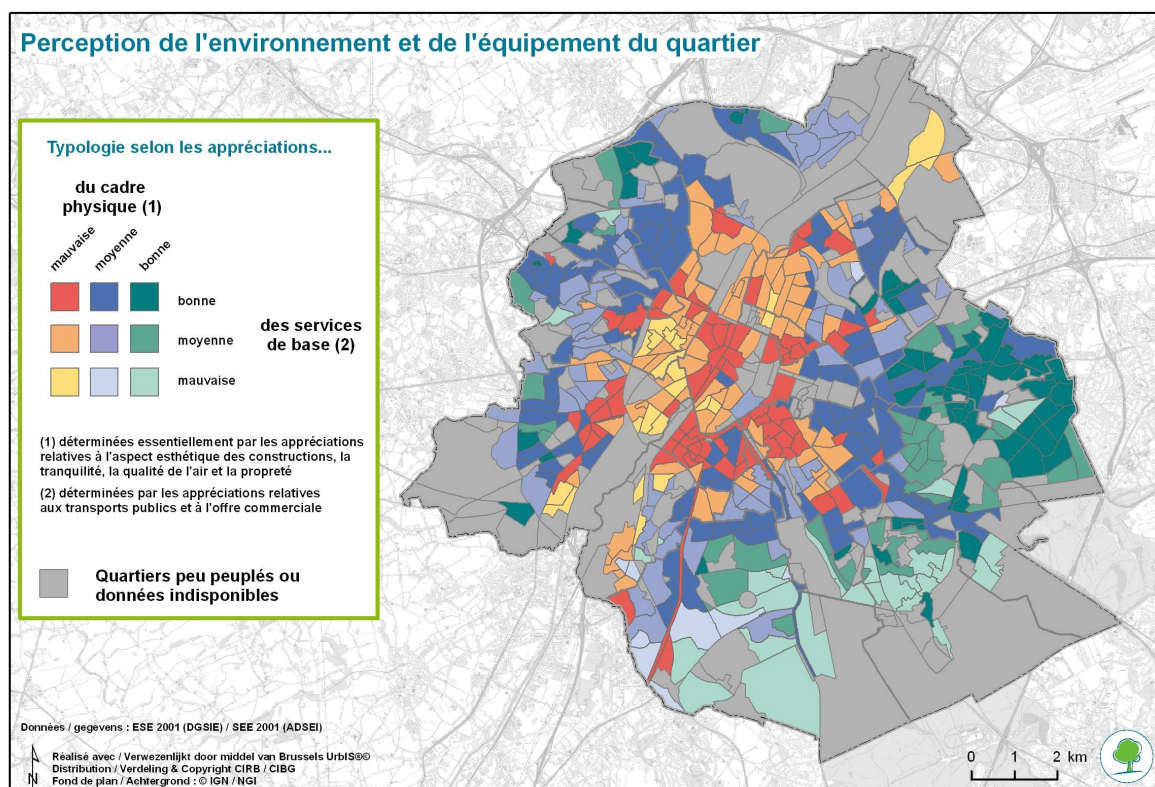 Perception de l'environnement et de l'équipement du quartier
Typologie selon les appréciations...
du cadre
physique (1)
mauvaise
moyenne
bonne
bonne
moyenne
mauvaise
des services
de base (2)
(1) déterminées essentiellement par les appréciations
relatives à l'aspect esthétique des constructions, la
tranquilité, la qualité de l'air et la propreté
(2) déterminées par les appréciations relatives
aux transports publics et à l'offre commerciale
Quartiers peu peuplés ou
données indisponibles
Données / gegevens : ESE 2001 (DGSIE) / SEE 2001 (ADSEI)
Réalisé avec / Verwezenlijkt door middel van Brussels UrbIS®©
Distribution / Verdeling & Copyright CIRB / CIBG
Fond de plan / Achtergrond : © IGN / NGI
N
0 1 2 km